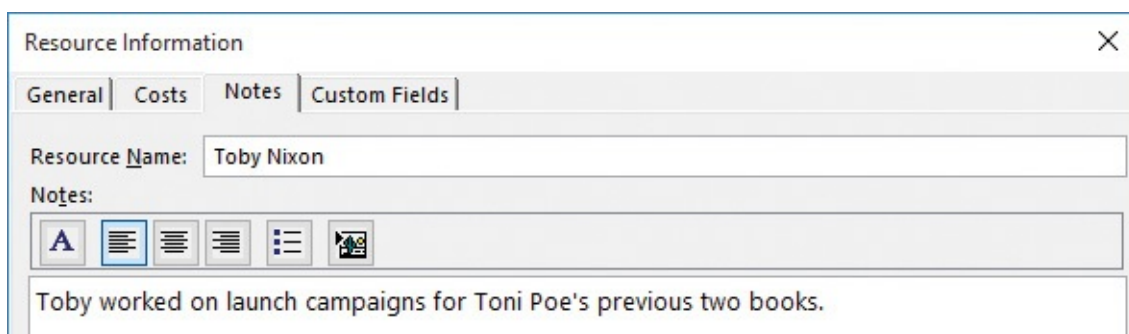 Resource Information
General Costs Notes Custom Fields
Resource Name: Toby Nixon
Notes:
A
Toby worked on launch campaigns for Toni Poe's previous two books.